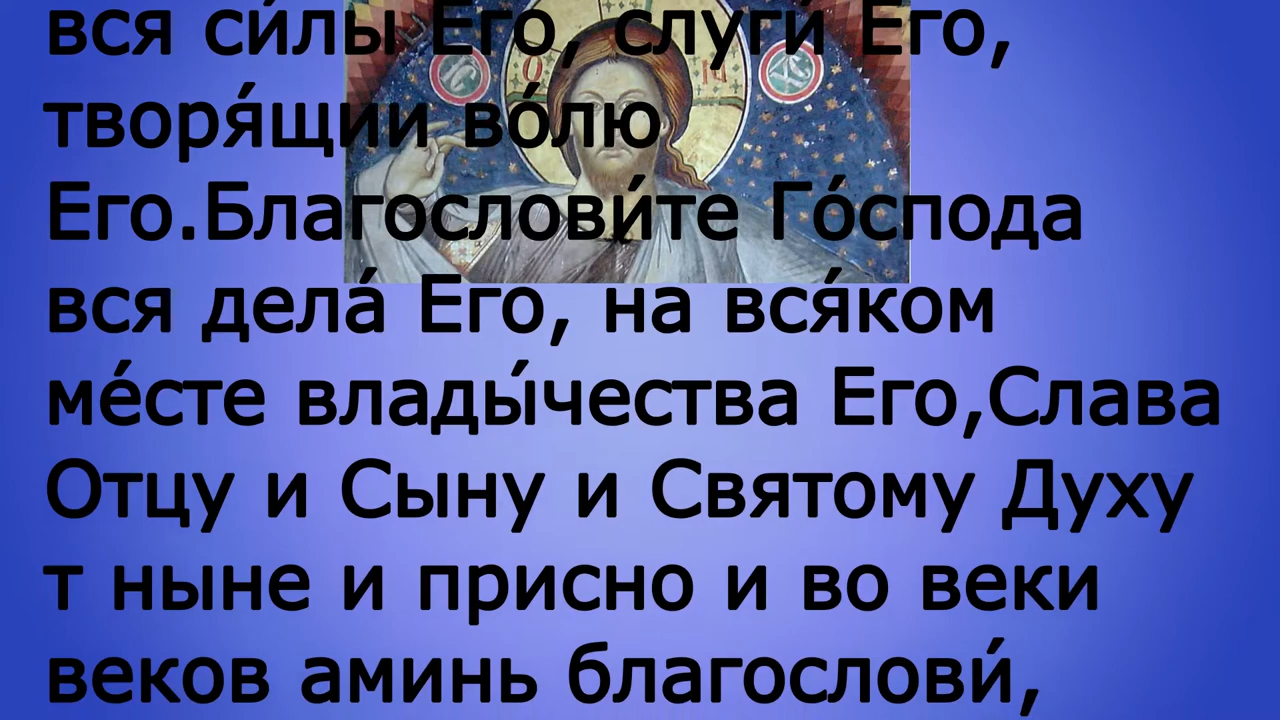 вся си́лы Его, слуги́ Его,
творя́щии во́лю
Его.Благослови́те Го́спода
вся дела́ Его, на вся́ком
ме́сте влады́чества Его,Слава
Отцу и Сыну и Святому Духу
т ныне и присно и во веки
веков аминь благослови́,